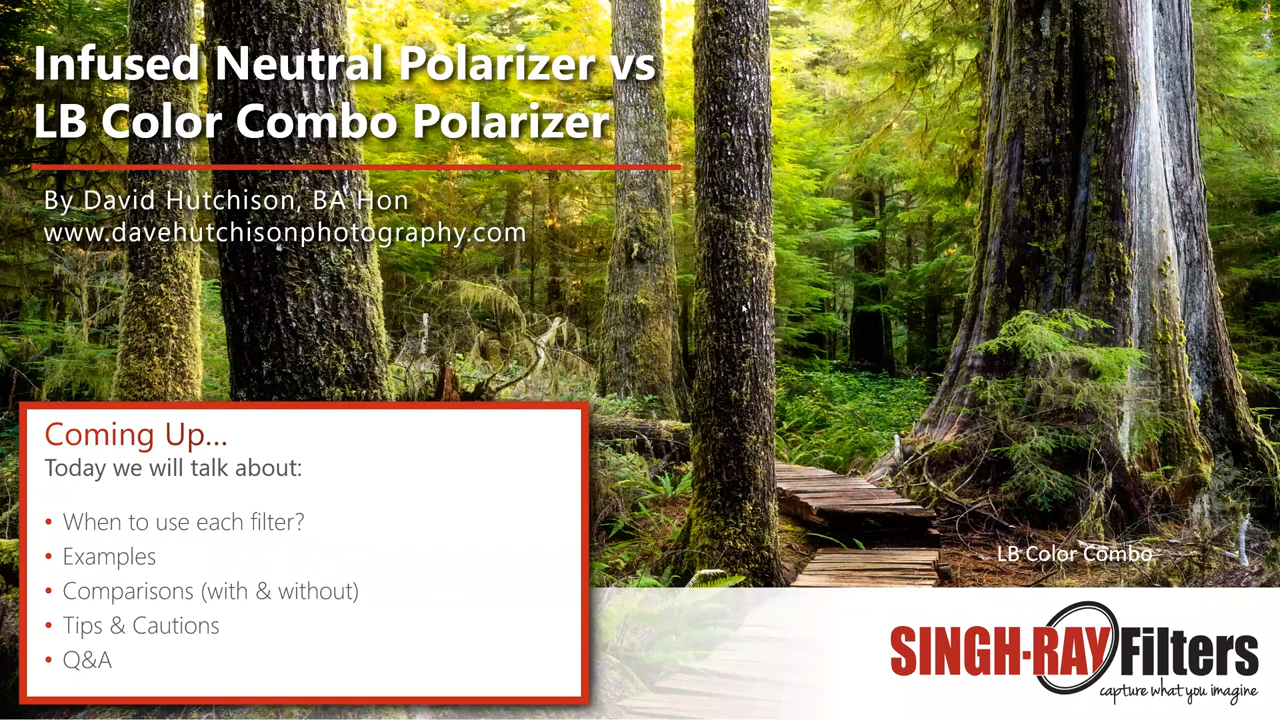 Infused Neutral Polarizer vs
LB Color Combo Polarizer
By David Hutchison, BA Hon
www.davehutchisonphotography.com
Coming Up...
Today we will talk about:
• When to use each filter?
• Examples
• Comparisons (with & without)
• Tips & Cautions
• Q&A
LB Color Combo
SINGH-RAY Filters
capture what you imagine